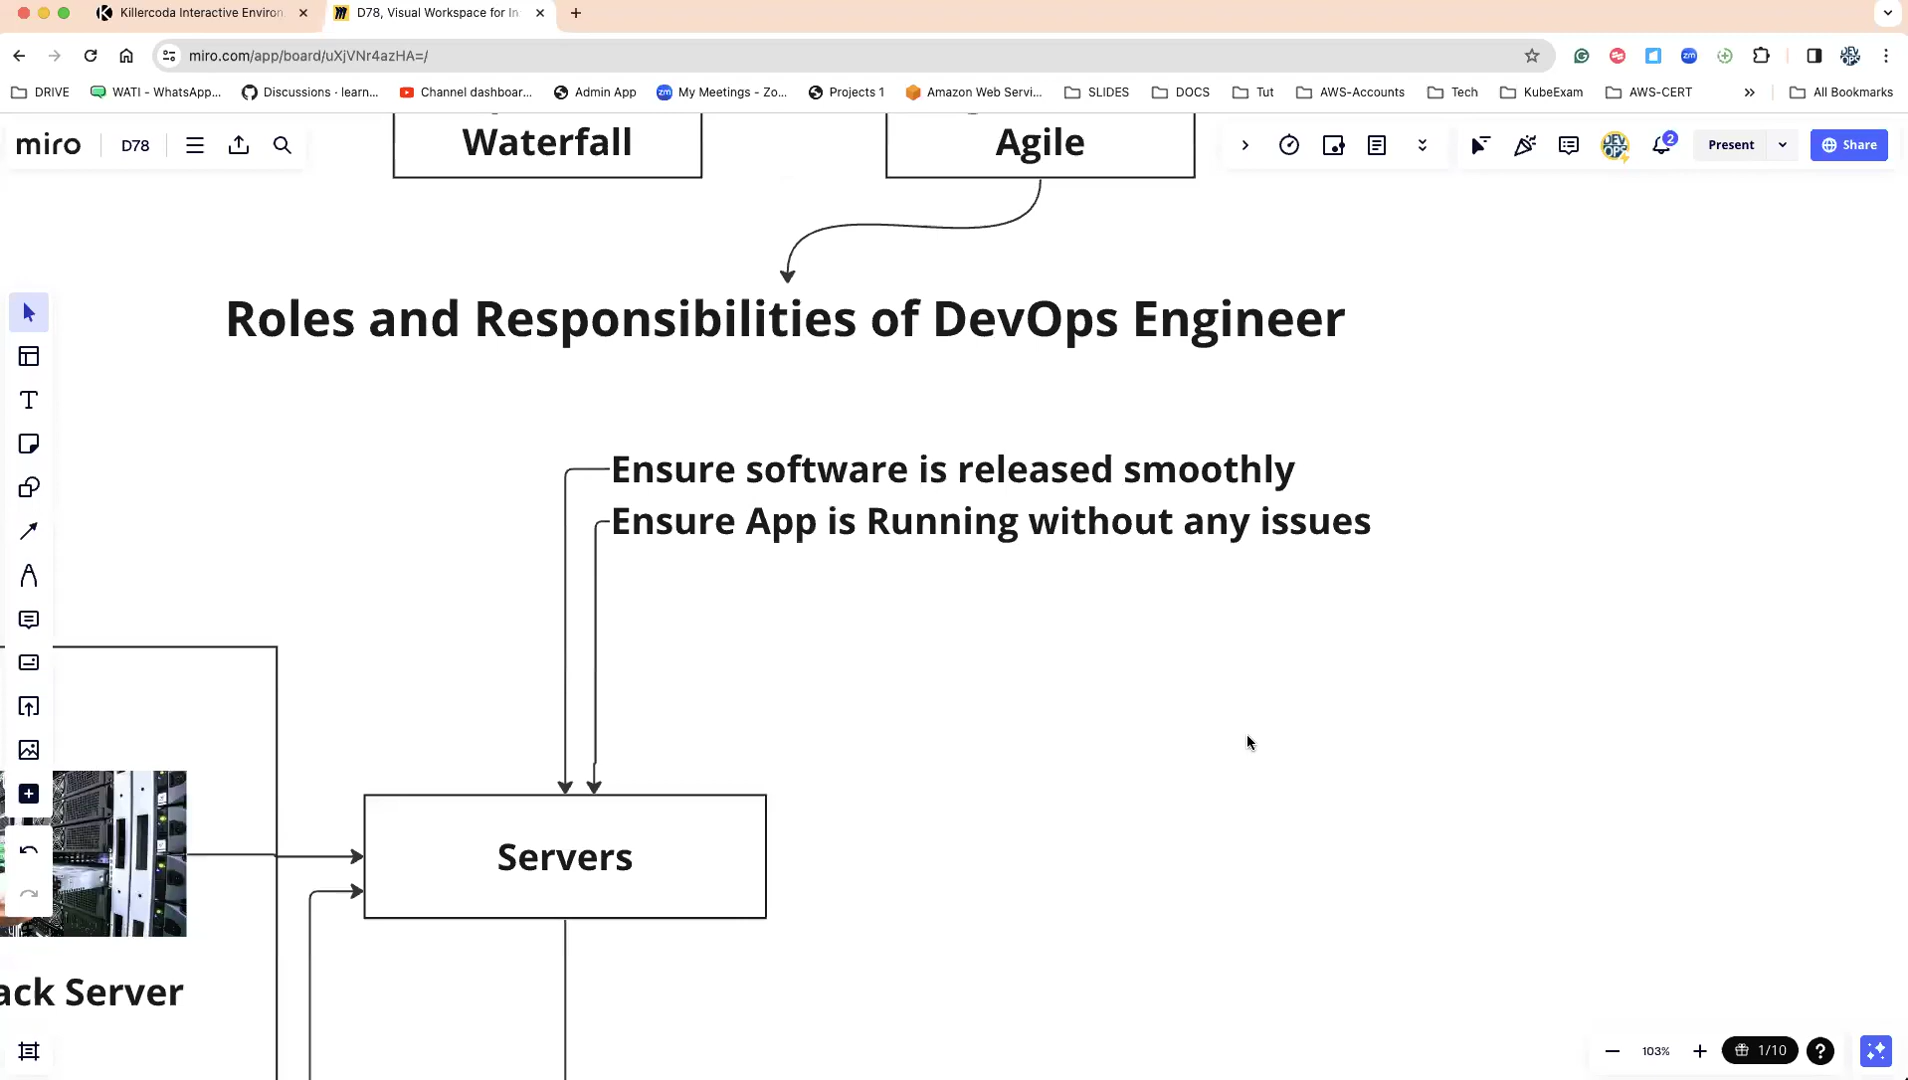 Killercoda Interactive Environ
D78, Visual Workspace for In
miro.com/app/board/uXjVNr4azHA=/
DRIVE
WATI - WhatsApp...
Discussions · learn...
Channel dashboar...
Admin App
My Meetings - Zo...
Projects 1
Amazon Web Servi...
SLIDES
DOCS
Tut
AWS-Accounts
Tech
KubeExam
AWS-CERT
All Bookmarks
miro
D78
2
Present
Share
Waterfall
Agile
Roles and Responsibilities of DevOps Engineer
Ensure software is released smoothly
Ensure App is Running without any issues
Servers
ack Server
103%
1/10